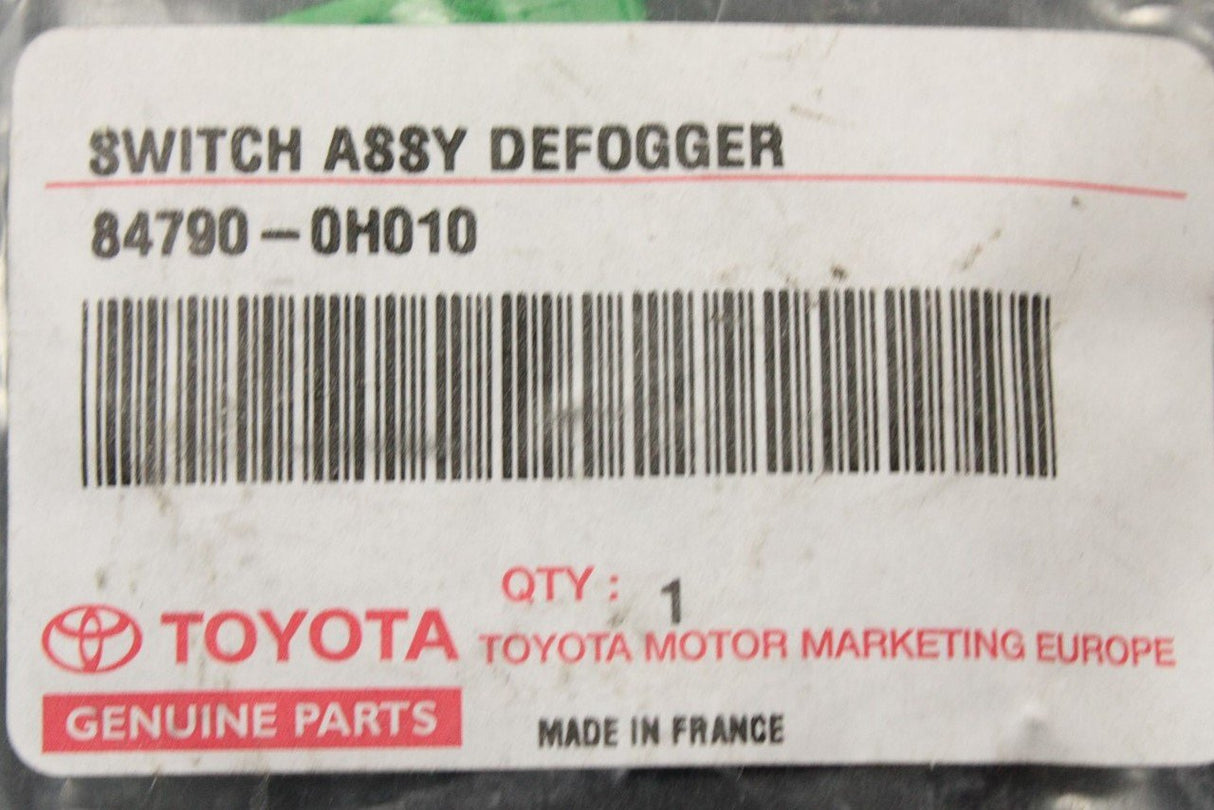 SWITCH ASSY DEFOGGER
84790-0H010
QTY: 1
TOYOTA
TOYOTA MOTOR MARKETING EUROPE
GENUINE PARTS
MADE IN FRANCE